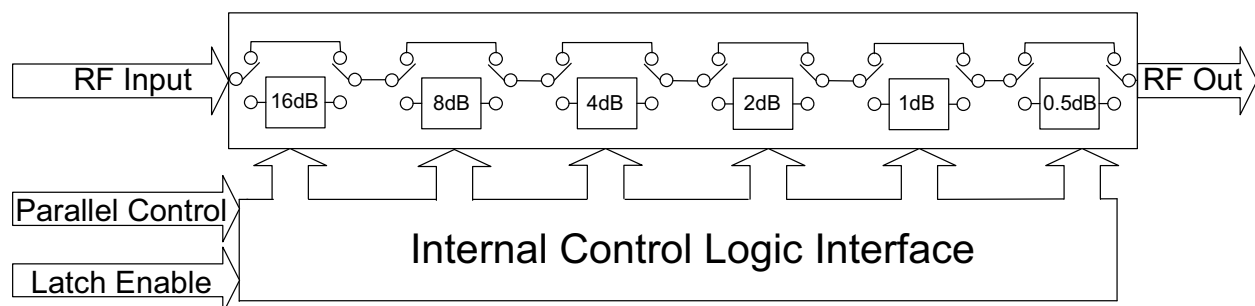 RF Input
16dB
8dB
4dB
2dB
1dB
0.5dB
RF Out
Parallel Control
Internal Control Logic Interface
Latch Enable